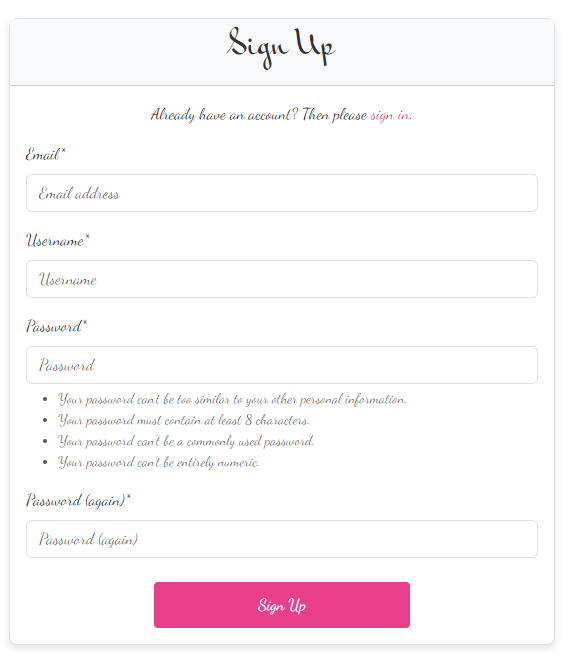 Sign Up
Already have an account? Then please sign in.
Email*
Email address
Username*
Username
Password*
Password
Your password can't be too similar to your other personal information.
Your password must contain at least 8 characters.
Your password can't be a commonly used password.
Your password can't be entirely numeric.
Password (again)*
Password (again)
Sign Up